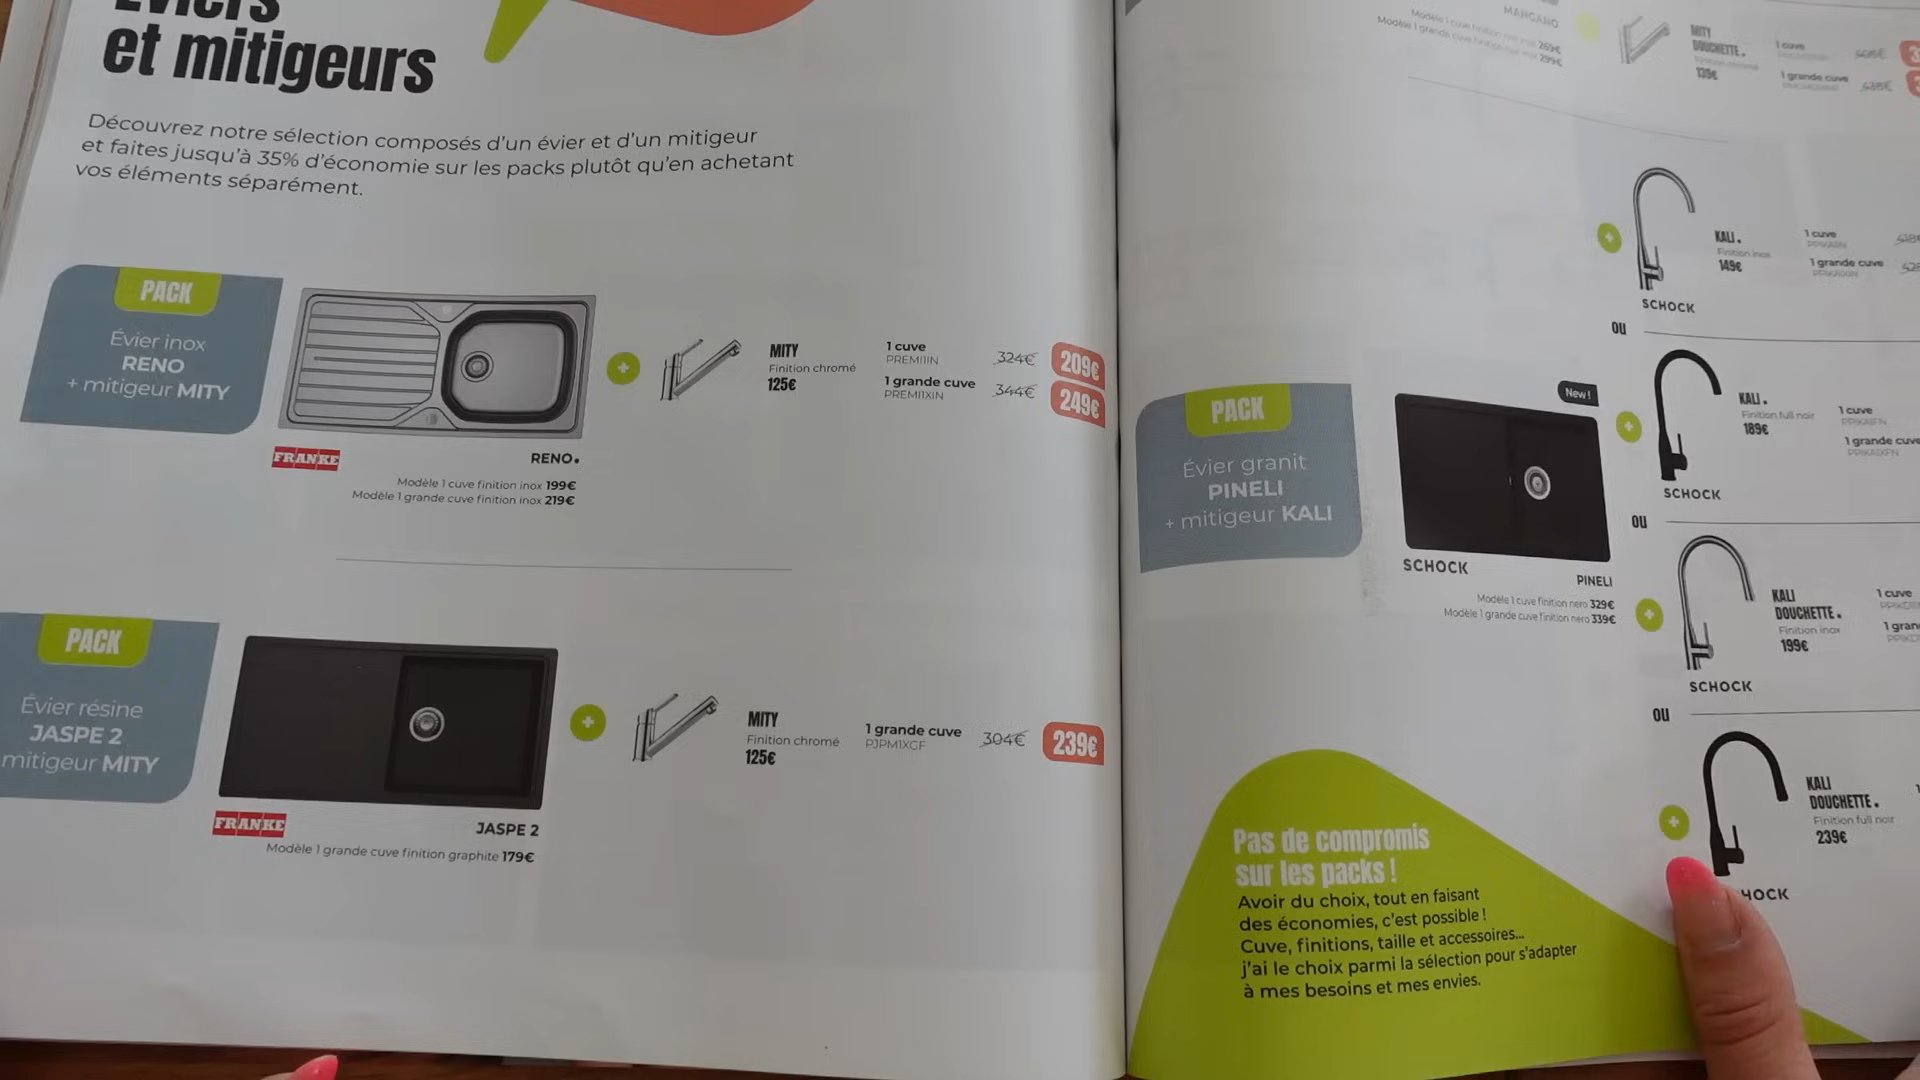 Éviers
et mitigeurs
Découvrez notre sélection composés d'un évier et d'un mitigeur
et faites jusqu'à 35% d'économie sur les packs plutôt qu'en achetant
vos éléments séparément.
PACK
Évier inox
RENO
+ mitigeur MITY
FRANKE
RENO.
Modèle 1 cuve finition inox 199€
Modèle 1 grande cuve finition inox 219€
MITY
Finition chromé
125€
1 cuve
324€
209€
1 grande cuve
344€
249€
PACK
Évier résine
JASPE 2
mitigeur MITY
FRANKE
JASPE 2
Modèle 1 grande cuve finition graphite 179€
MITY
Finition chromé
125€
1 grande cuve
PJPM1XGF
304€
239€
MANGANO
269€
299€
MITY
DOUCHETTE.
139€
1 cuve
1 grande cuve
KALI.
Finition inox
149€
1 cuve
1 grande cuve
SCHOCK
OU
PACK
Évier granit
PINELI
+ mitigeur KALI
New!
SCHOCK
PINELI
Modèle 1 cuve finition nero 329€
Modèle 1 grande cuve finition nero 339€
KALI.
Finition full noir
189€
1 cuve
1 grande cuve
SCHOCK
OU
KALI
DOUCHETTE.
Finition inox
199€
1 cuve
1 gran
SCHOCK
OU
KALI
DOUCHETTE.
Finition full noir
239€
HOCK
Pas de compromis
sur les packs !
Avoir du choix, tout en faisant
des économies, c'est possible !
Cuve, finitions, taille et accessoires...
j'ai le choix parmi la sélection pour s'adapter
à mes besoins et mes envies.